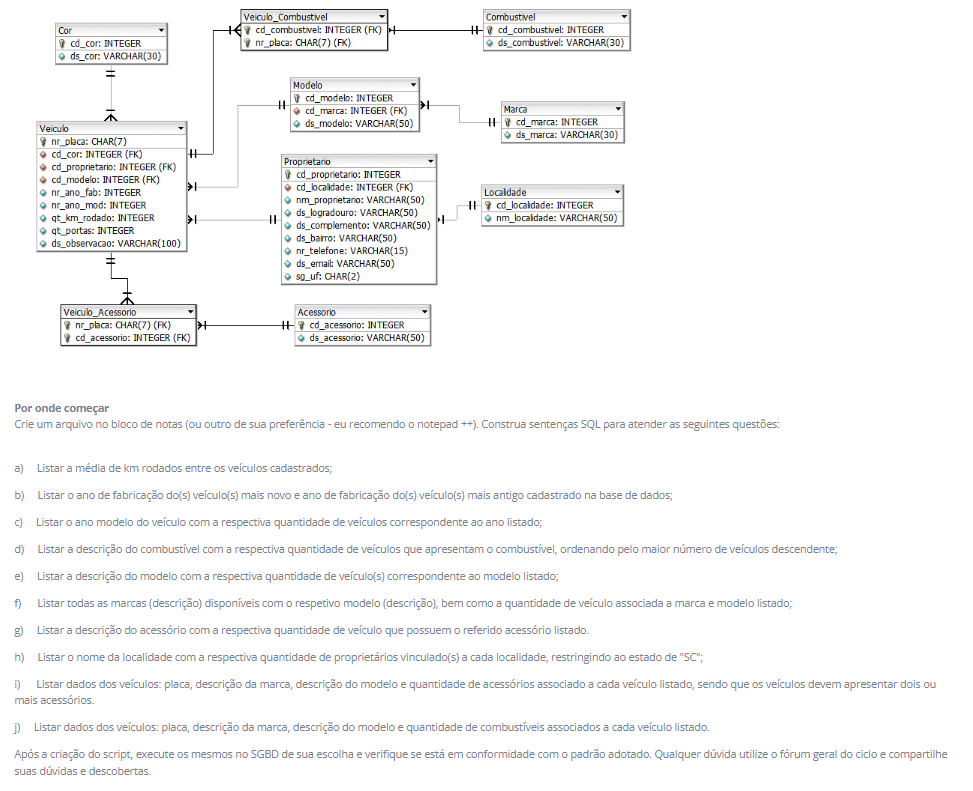 Cor
cd_cor: INTEGER
ds_cor: VARCHAR(30)
Veiculo_Combustivel
cd_combustivel: INTEGER (FK)
nr_placa: CHAR(7) (FK)
Combustivel
cd_combustivel: INTEGER
ds_combustivel: VARCHAR(30)
Modelo
cd_modelo: INTEGER
cd_marca: INTEGER (FK)
ds_modelo: VARCHAR(50)
Marca
cd_marca: INTEGER
ds_marca: VARCHAR(30)
Veiculo
nr_placa: CHAR(7)
cd_cor: INTEGER (FK)
cd_proprietario: INTEGER (FK)
cd_modelo: INTEGER (FK)
nr_ano_fab: INTEGER
nr_ano_mod: INTEGER
qt_km_rodado: INTEGER
qt_portas: INTEGER
ds_observacao: VARCHAR(100)
Proprietario
cd_proprietario: INTEGER
cd_localidade: INTEGER (FK)
nm_proprietario: VARCHAR(50)
ds_logradouro: VARCHAR(50)
ds_complemento: VARCHAR(50)
ds_bairro: VARCHAR(50)
nr_telefone: VARCHAR(15)
ds_email: VARCHAR(50)
sg_uf: CHAR(2)
Localidade
cd_localidade: INTEGER
nm_localidade: VARCHAR(50)
Veiculo_Acessorio
nr_placa: CHAR(7) (FK)
cd_acessorio: INTEGER (FK)
Acessorio
cd_acessorio: INTEGER
ds_acessorio: VARCHAR(50)
Por onde começar
Crie um arquivo no bloco de notas (ou outro de sua preferência - eu recomendo o notepad ++). Construa sentenças SQL para atender as seguintes questões:
a) Listar a média de km rodados entre os veículos cadastrados;
b) Listar o ano de fabricação do(s) veículo(s) mais novo e ano de fabricação do(s) veículo(s) mais antigo cadastrado na base de dados;
c) Listar o ano modelo do veículo com a respectiva quantidade de veículos correspondente ao ano listado;
d) Listar a descrição do combustível com a respectiva quantidade de veículos que apresentam o combustível, ordenando pelo maior número de veículos descendente;
e) Listar a descrição do modelo com a respectiva quantidade de veículo(s) correspondente ao modelo listado;
f) Listar todas as marcas (descrição) disponíveis com o respetivo modelo (descrição), bem como a quantidade de veículo associada a marca e modelo listado;
g) Listar a descrição do acessório com a respectiva quantidade de veículo que possuem o referido acessório listado.
h) Listar o nome da localidade com a respectiva quantidade de proprietários vinculado(s) a cada localidade, restringindo ao estado de "SC";
i) Listar dados dos veículos: placa, descrição da marca, descrição do modelo e quantidade de acessórios associado a cada veículo listado, sendo que os veículos devem apresentar dois ou
mais acessórios.
j) Listar dados dos veículos: placa, descrição da marca, descrição do modelo e quantidade de combustíveis associados a cada veículo listado.
Após a criação do script, execute os mesmos no SGBD de sua escolha e verifique se está em conformidade com o padrão adotado. Qualquer dúvida utilize o fórum geral do ciclo e compartilhe
suas dúvidas e descobertas.